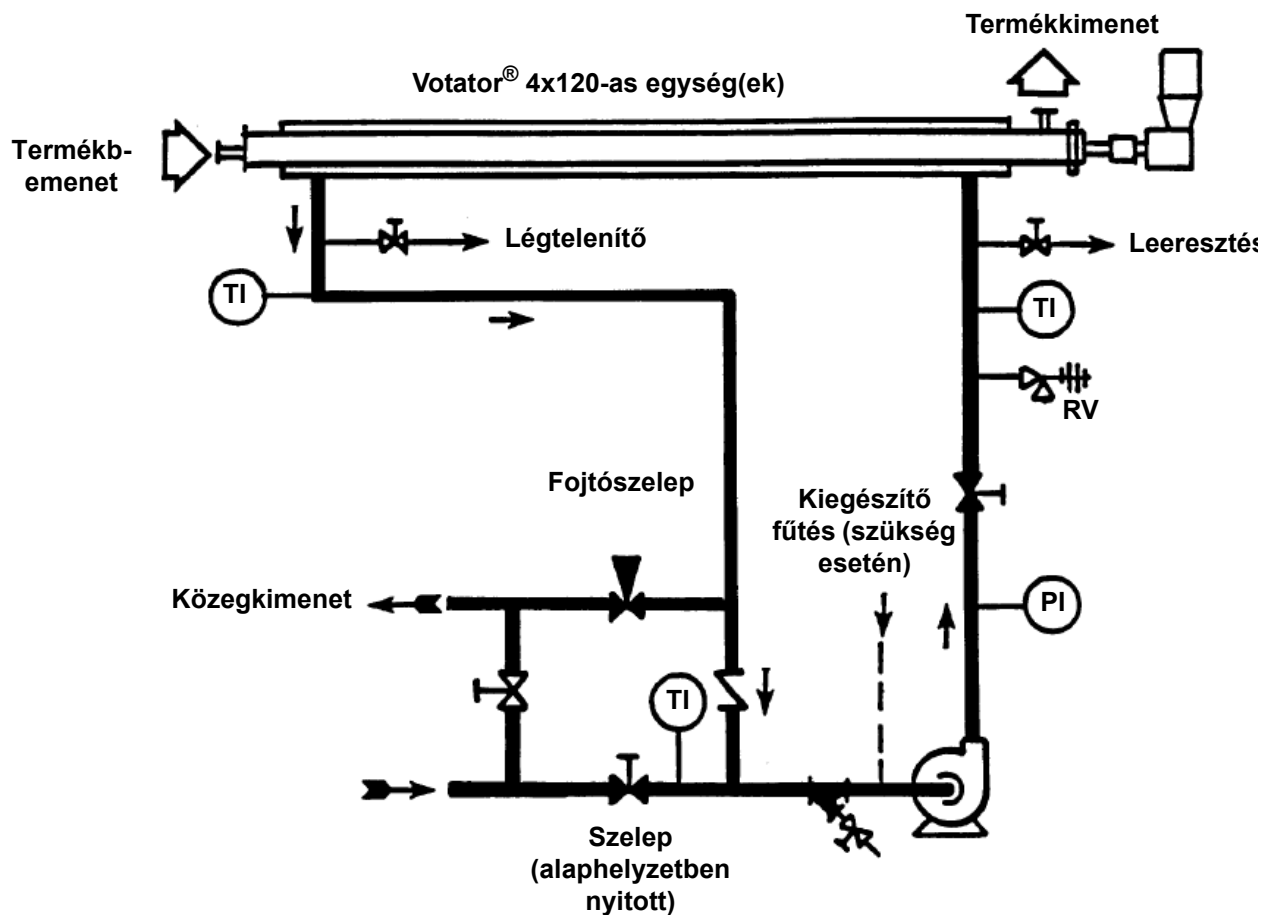 Termékkimenet
Votator® 4x120-as egység(ek)
Termékb-
emenet
Légtelenítő
Leeresztés
TI
TI
RV
Fojtószelep
Kiegészítő
fűtés (szükség
esetén)
Közegkimenet
PI
TI
Szelep
(alaphelyzetben
nyitott)